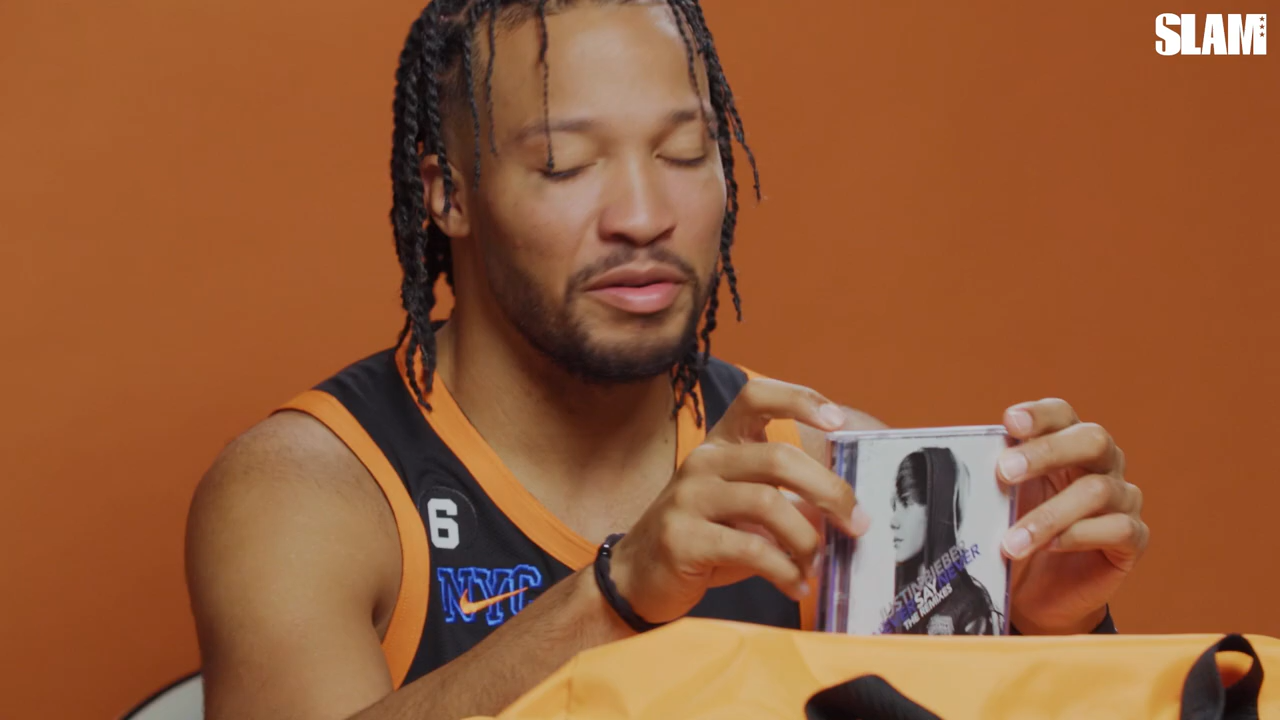 SLAM
6
NYC
JUSTIN BIEBER
NEVER SAY NEVER
THE REMIXES